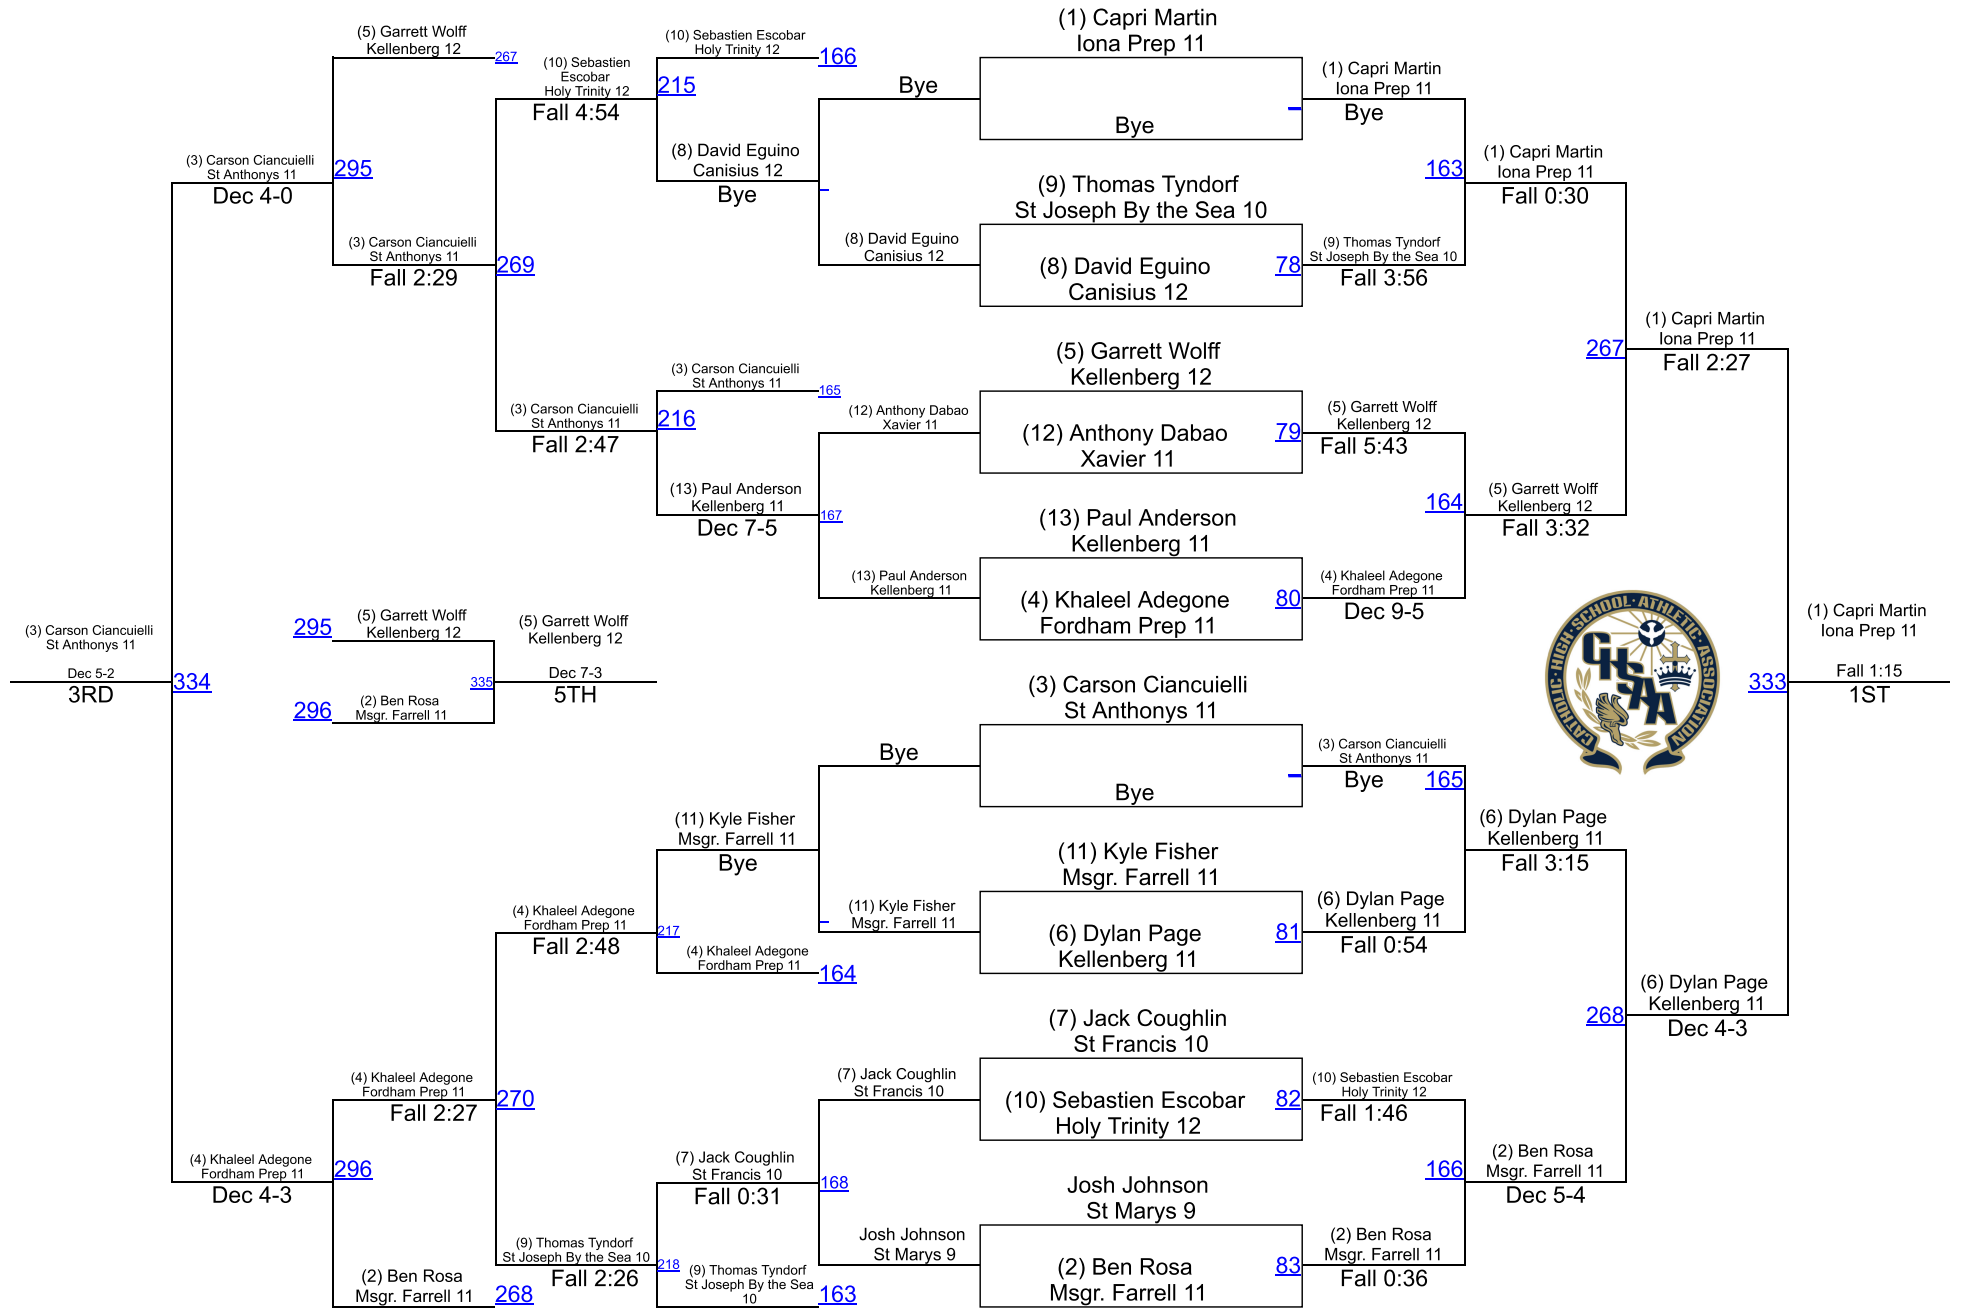 (5) Garrett Wolff
Kellenberg 12
267
(3) Carson Ciancuielli
St Anthonys 11
Dec 4-0
295
(3) Carson Ciancuielli
St Anthonys 11
Fall 2:29
(10) Sebastien
Escobar
Holy Trinity 12
Fall 4:54
269
(3) Carson Ciancuielli
St Anthonys 11
Fall 2:47
(10) Sebastien Escobar
Holy Trinity 12
166
215
(8) David Eguino
Canisius 12
Bye
(3) Carson Ciancuielli
St Anthonys 11
165
216
(13) Paul Anderson
Kellenberg 11
Dec 7-5
Bye
(8) David Eguino
Canisius 12
(12) Anthony Dabao
Xavier 11
167
(13) Paul Anderson
Kellenberg 11
(1) Capri Martin
Iona Prep 11
Bye
(9) Thomas Tyndorf
St Joseph By the Sea 10
(8) David Eguino
Canisius 12
78
(5) Garrett Wolff
Kellenberg 12
(12) Anthony Dabao
Xavier 11
79
(13) Paul Anderson
Kellenberg 11
(4) Khaleel Adegone
Fordham Prep 11
80
(1) Capri Martin
Iona Prep 11
Bye
163
(9) Thomas Tyndorf
St Joseph By the Sea 10
Fall 3:56
(5) Garrett Wolff
Kellenberg 12
Fall 5:43
164
(4) Khaleel Adegone
Fordham Prep 11
Dec 9-5
(1) Capri Martin
Iona Prep 11
Fall 0:30
267
(5) Garrett Wolff
Kellenberg 12
Fall 3:32
(1) Capri Martin
Iona Prep 11
Fall 2:27
(3) Carson Ciancuielli
St Anthonys 11
Dec 5-2
3RD
334
295
(5) Garrett Wolff
Kellenberg 12
296
(2) Ben Rosa
Msgr. Farrell 11
335
(5) Garrett Wolff
Kellenberg 12
Dec 7-3
5TH
CATHOLIC·HIGH·SCHOOL·ATHLETIC·ASSOCIATION
CHSAA
333
(1) Capri Martin
Iona Prep 11
Fall 1:15
1ST
(3) Carson Ciancuielli
St Anthonys 11
Bye
(11) Kyle Fisher
Msgr. Farrell 11
(6) Dylan Page
Kellenberg 11
81
(7) Jack Coughlin
St Francis 10
(10) Sebastien Escobar
Holy Trinity 12
82
Josh Johnson
St Marys 9
(2) Ben Rosa
Msgr. Farrell 11
83
(3) Carson Ciancuielli
St Anthonys 11
Bye
165
(6) Dylan Page
Kellenberg 11
Fall 0:54
(10) Sebastien Escobar
Holy Trinity 12
Fall 1:46
166
(2) Ben Rosa
Msgr. Farrell 11
Fall 0:36
(6) Dylan Page
Kellenberg 11
Fall 3:15
268
(2) Ben Rosa
Msgr. Farrell 11
Dec 5-4
(6) Dylan Page
Kellenberg 11
Dec 4-3
Bye
(11) Kyle Fisher
Msgr. Farrell 11
(7) Jack Coughlin
St Francis 10
168
Josh Johnson
St Marys 9
(11) Kyle Fisher
Msgr. Farrell 11
Bye
217
(4) Khaleel Adegone
Fordham Prep 11
164
(7) Jack Coughlin
St Francis 10
Fall 0:31
218
(9) Thomas Tyndorf
St Joseph By the Sea
10
163
(4) Khaleel Adegone
Fordham Prep 11
Fall 2:48
270
(9) Thomas Tyndorf
St Joseph By the Sea 10
Fall 2:26
(4) Khaleel Adegone
Fordham Prep 11
Fall 2:27
296
(2) Ben Rosa
Msgr. Farrell 11
268
(4) Khaleel Adegone
Fordham Prep 11
Dec 4-3